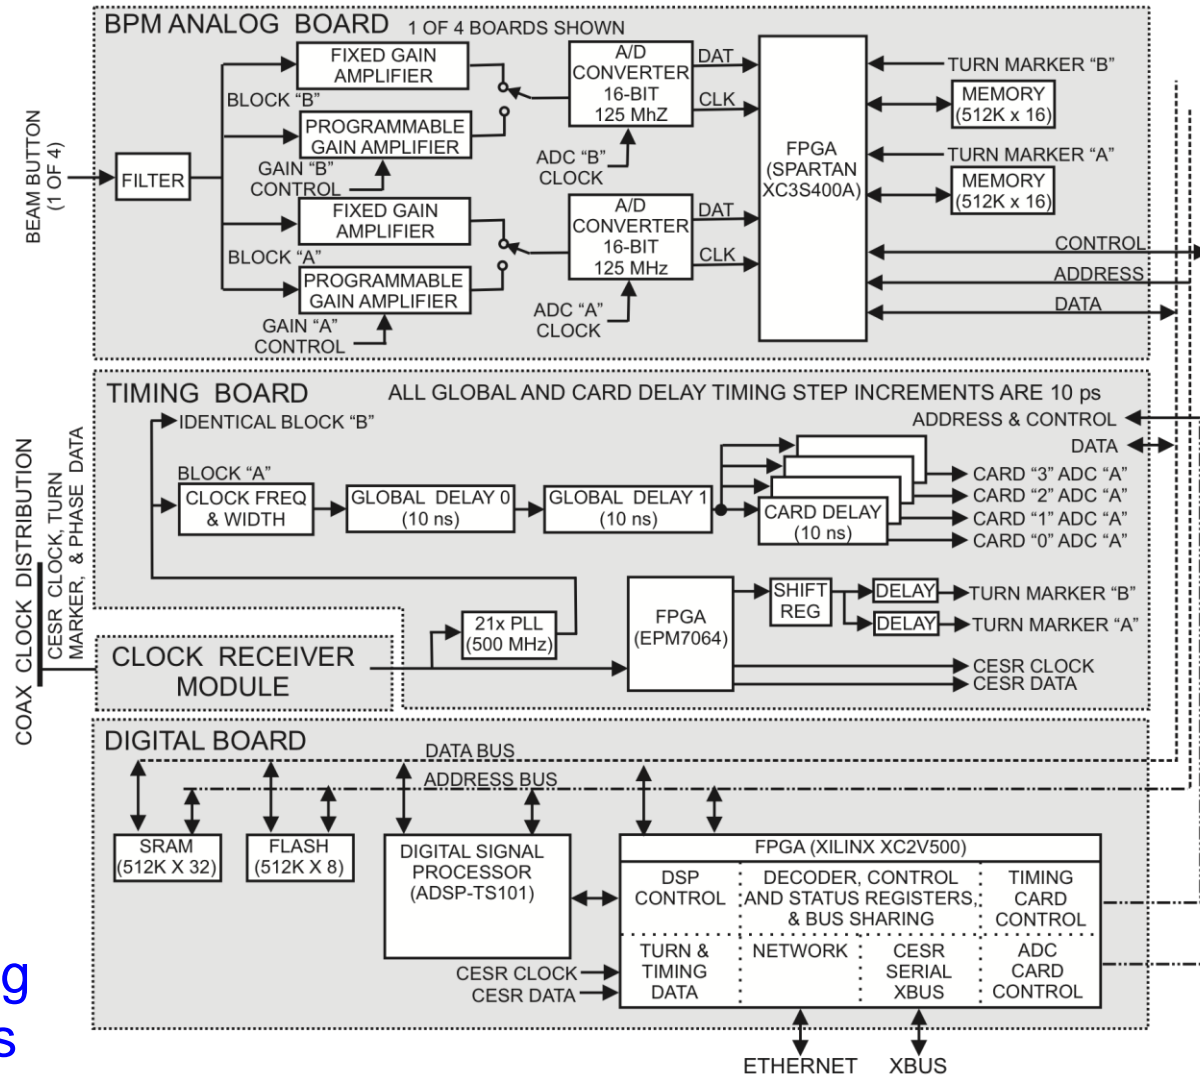 BPM ANALOG BOARD 1 OF 4 BOARDS SHOWN
BEAM BUTTON
(1 OF 4)
FILTER
FIXED GAIN
AMPLIFIER
BLOCK “B”
PROGRAMMABLE
GAIN AMPLIFIER
GAIN “B”
CONTROL
FIXED GAIN
AMPLIFIER
BLOCK “A”
PROGRAMMABLE
GAIN AMPLIFIER
GAIN “A”
CONTROL
A/D
CONVERTER
16-BIT
125 MhZ
DAT
CLK
ADC “B”
CLOCK
A/D
CONVERTER
16-BIT
125 MHz
DAT
CLK
ADC “A”
CLOCK
FPGA
(SPARTAN
XC3S400A)
TURN MARKER “B”
MEMORY
(512K x 16)
TURN MARKER “A”
MEMORY
(512K x 16)
CONTROL
ADDRESS
DATA
TIMING BOARD
ALL GLOBAL AND CARD DELAY TIMING STEP INCREMENTS ARE 10 ps
IDENTICAL BLOCK “B”
ADDRESS & CONTROL
DATA
BLOCK “A”
CLOCK FREQ
& WIDTH
GLOBAL DELAY 0
(10 ns)
GLOBAL DELAY 1
(10 ns)
CARD DELAY
(10 ns)
CARD “3” ADC “A”
CARD “2” ADC “A”
CARD “1” ADC “A”
CARD “0” ADC “A”
COAX CLOCK DISTRIBUTION
CESR CLOCK, TURN
MARKER, & PHASE DATA
CLOCK RECEIVER
MODULE
21x PLL
(500 MHz)
FPGA
(EPM7064)
SHIFT
REG
DELAY
TURN MARKER “B”
DELAY
TURN MARKER “A”
CESR CLOCK
CESR DATA
DIGITAL BOARD
DATA BUS
ADDRESS BUS
SRAM
(512K X 32)
FLASH
(512K X 8)
DIGITAL SIGNAL
PROCESSOR
(ADSP-TS101)
CESR CLOCK
CESR DATA
FPGA (XILINX XC2V500)
DSP
CONTROL
DECODER, CONTROL
AND STATUS REGISTERS,
& BUS SHARING
TIMING
CARD
CONTROL
TURN &
TIMING
DATA
NETWORK
CESR
SERIAL
XBUS
ADC
CARD
CONTROL
ETHERNET
XBUS
g
s